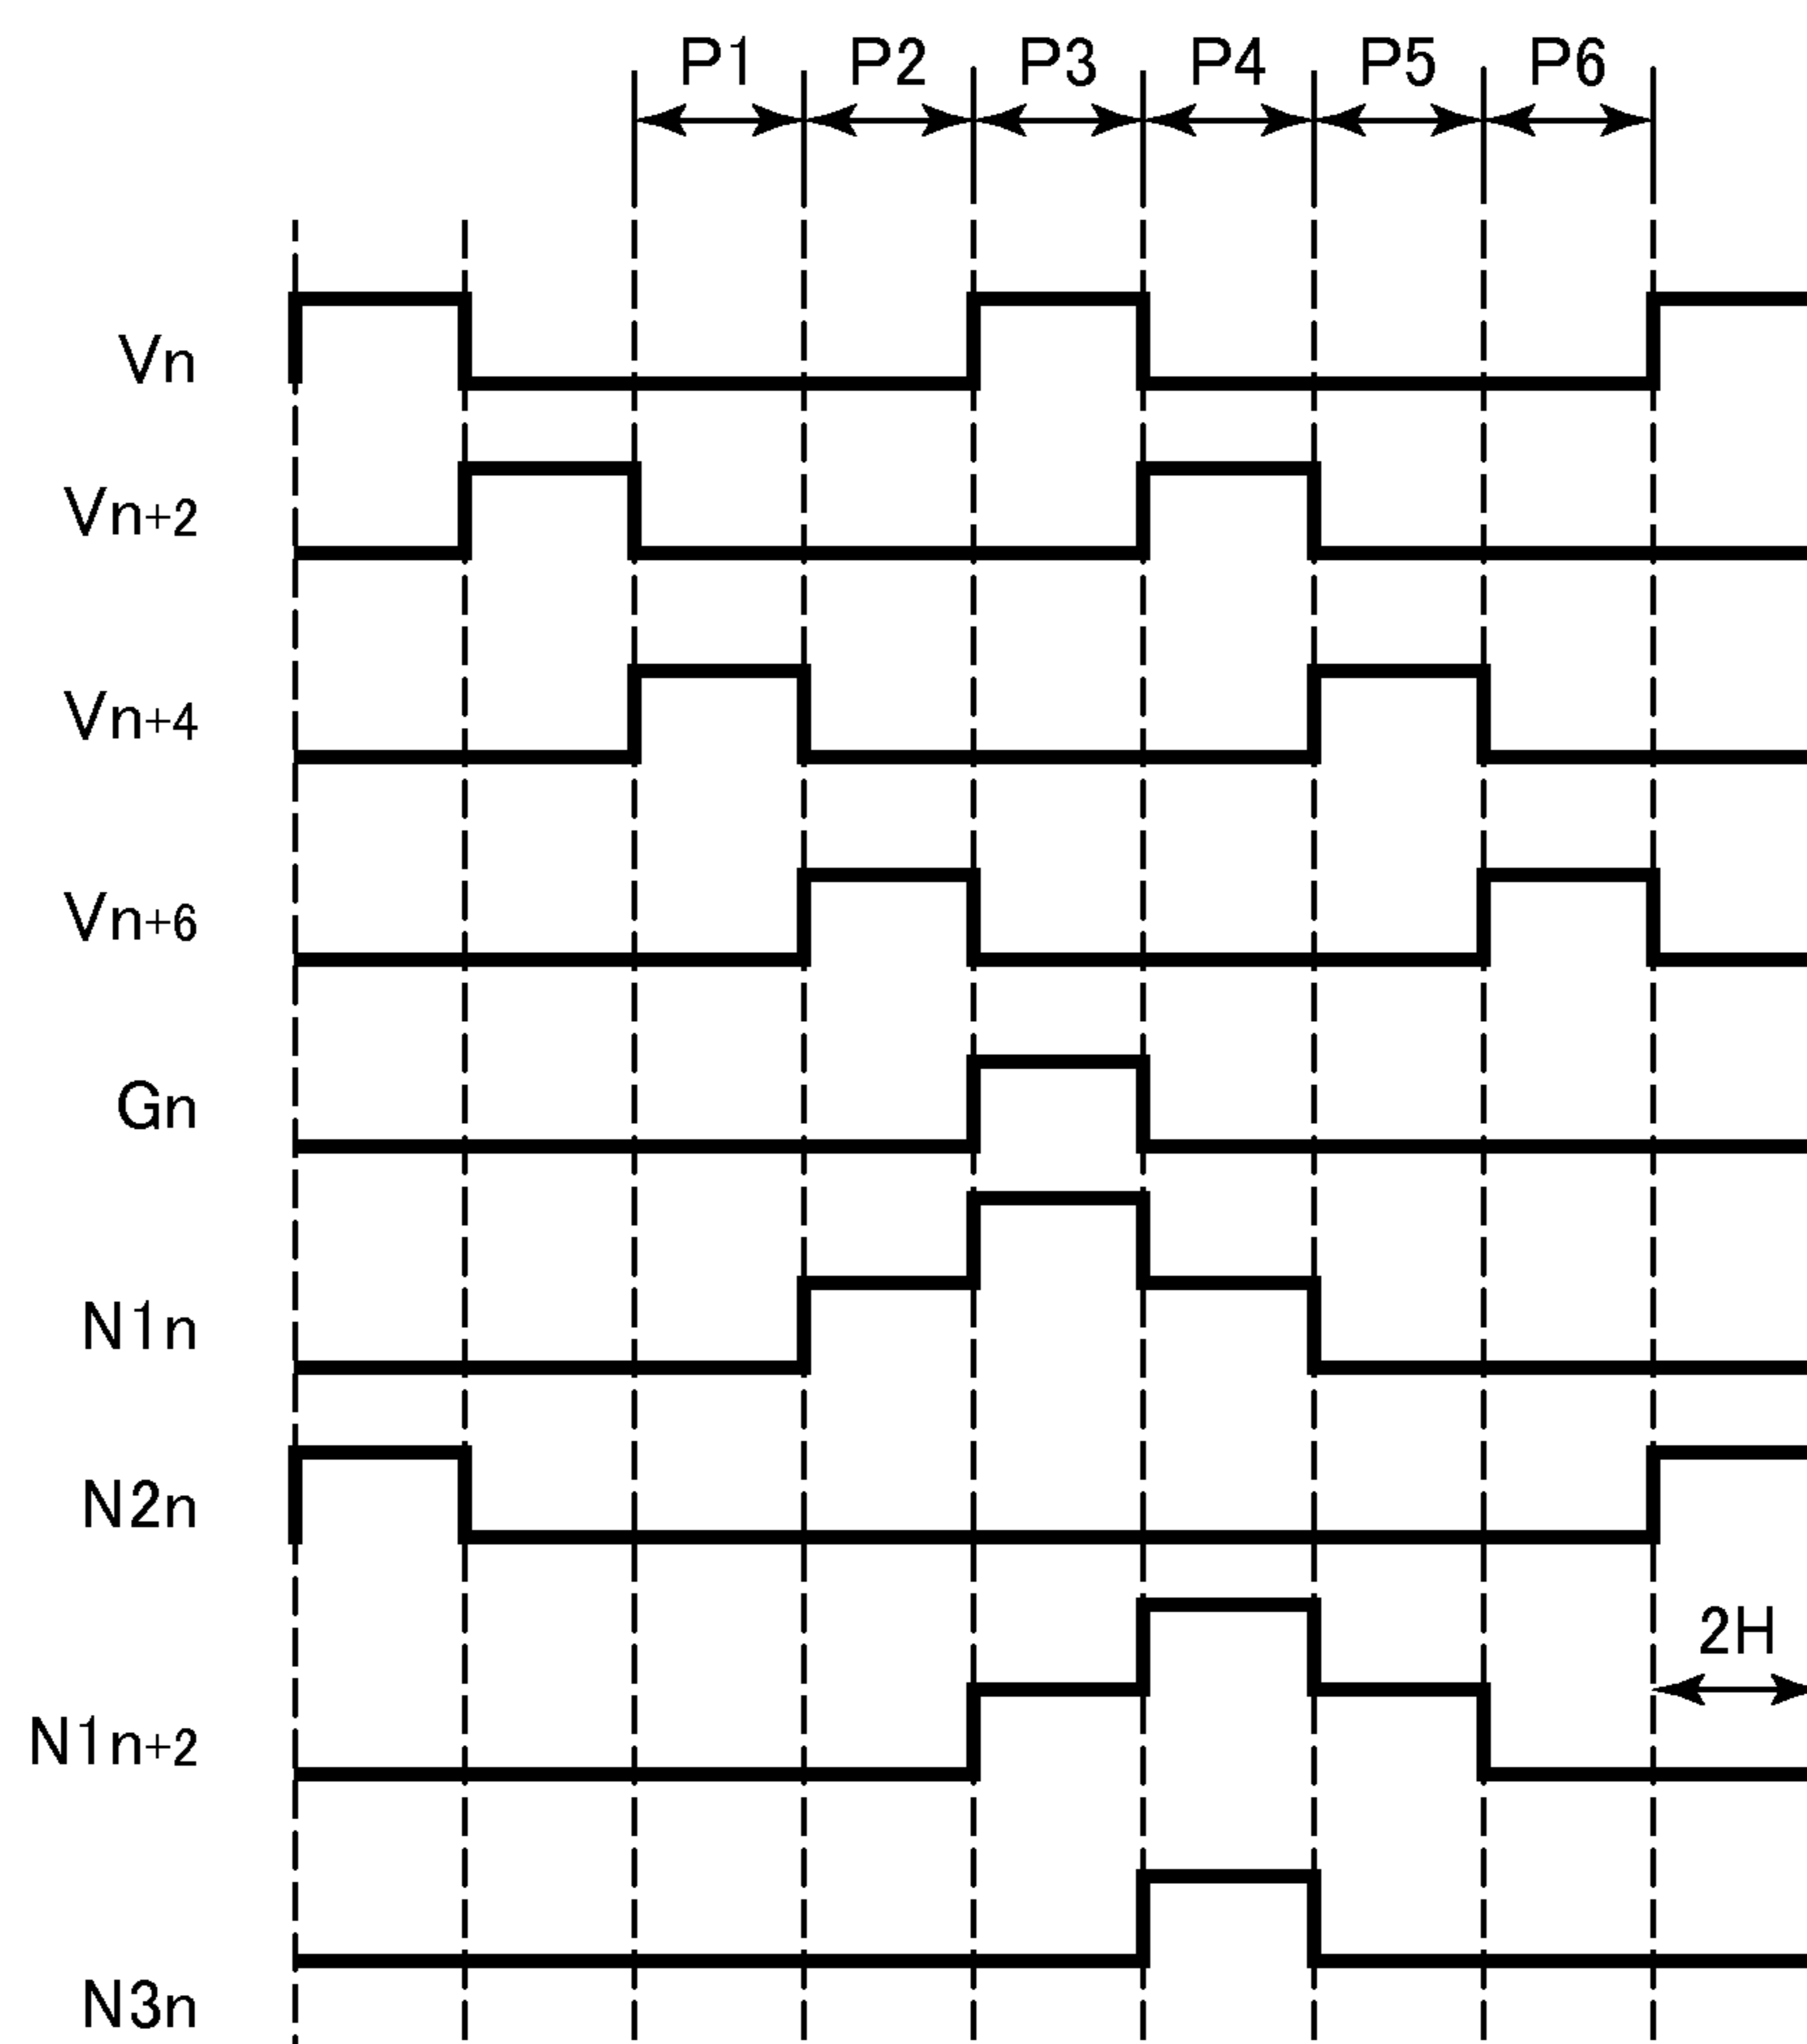 P1 P2 P3 P4 P5 P6
Vn
Vn+2
Vn+4
Vn+6
Gn
N1n
N2n
2H
N1n+2
N3n